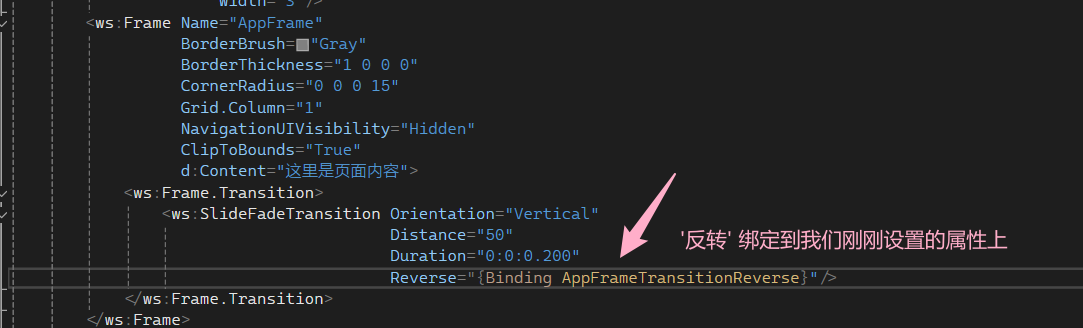 Width="3"/>
<ws:Frame Name="AppFrame"
BorderBrush="Gray"
BorderThickness="1 0 0 0"
CornerRadius="0 0 0 15"
Grid.Column="1"
NavigationUIVisibility="Hidden"
ClipToBounds="True"
d:Content="这里是页面内容">
<ws:Frame.Transition>
<ws:SlideFadeTransition Orientation="Vertical"
Distance="50"
Duration="0:0:0.200"
'反转' 绑定到我们刚刚设置的属性上
Reverse="{Binding AppFrameTransitionReverse}"/>
</ws:Frame.Transition>
</ws:Frame>